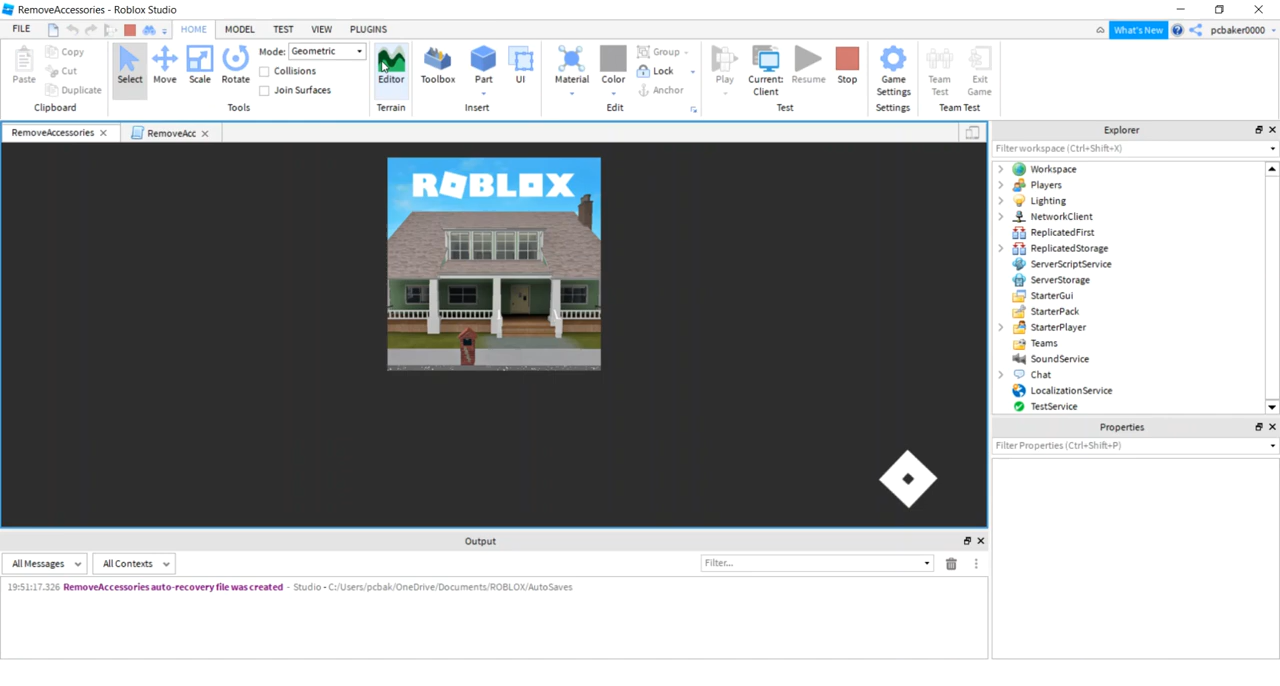 RemoveAccessories - Roblox Studio
FILE
HOME
MODEL
TEST
VIEW
PLUGINS
What's New
pcbaker0000
Paste
Copy
Cut
Duplicate
Clipboard
Select
Move
Scale
Rotate
Mode: Geometric
Collisions
Join Surfaces
Tools
Editor
Terrain
Toolbox
Part
UI
Insert
Material
Color
Group
Lock
Anchor
Edit
Play
Current:
Client
Resume
Stop
Test
Game
Settings
Settings
Team
Test
Exit
Game
Team Test
RemoveAccessories
RemoveAcc
ROBLOX
Explorer
Filter workspace (Ctrl+Shift+X)
Workspace
Players
Lighting
NetworkClient
ReplicatedFirst
ReplicatedStorage
ServerScriptService
ServerStorage
StarterGui
StarterPack
StarterPlayer
Teams
SoundService
Chat
LocalizationService
TestService
Properties
Filter Properties (Ctrl+Shift+P)
Output
All Messages
All Contexts
Filter...
19:51:17.326 RemoveAccessories auto-recovery file was created - Studio - C:/Users/pcbak/OneDrive/Documents/ROBLOX/AutoSaves